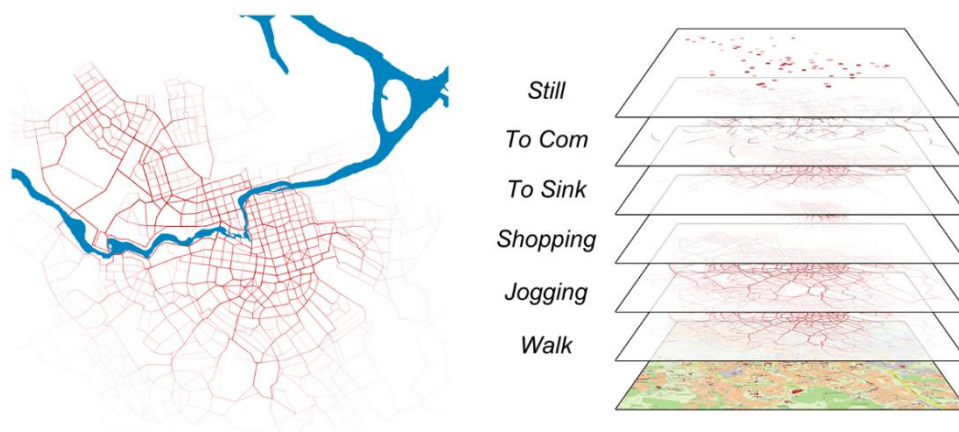 Still
To Com
To Sink
Shopping
Jogging
Walk